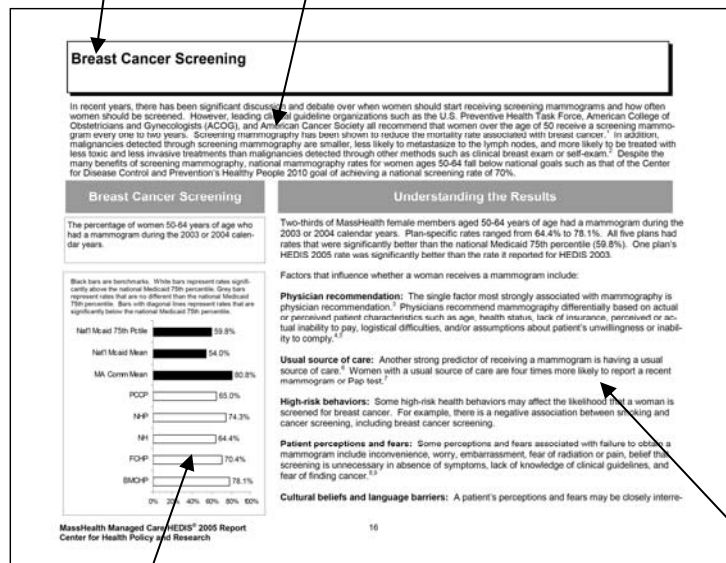 Breast Cancer Screening
In recent years, there has been significant discussion and debate over when women should start receiving screening mammograms and how often
women should be screened. However, leading clinical guideline organizations such as the U.S. Preventive Health Task Force, American College of
Obstetricians and Gynecologists (ACOG), and American Cancer Society all recommend that women over the age of 50 receive a screening mammo-
gram every one to two years. Screening mammography has been shown to reduce the mortality rate associated with breast cancer.¹ In addition,
malignancies detected through screening mammography are smaller, less likely to metastasize to the lymph nodes, and more likely to be treated with
less toxic and less invasive treatments than malignancies detected through other methods such as clinical breast exam or self-exam.² Despite the
many benefits of screening mammography, national mammography rates for women ages 50-64 fall below national goals such as that of the Center
for Disease Control and Prevention's Healthy People 2010 goal of achieving a national screening rate of 70%.
Breast Cancer Screening
The percentage of women 50-64 years of age who
had a mammogram during the 2003 or 2004 calen-
dar years.
Black bars are benchmarks. White bars represent rates signifi-
cantly above the national Medicaid 75th percentile. Grey bars
represent rates that are no different than the national Medicaid
75th percentile. Bars with diagonal lines represent rates that are
significantly below the national Medicaid 75th percentile.
Nat'l Mcaid 75th Pctile 59.8%
Nat'l Mcaid Mean 54.0%
MA Comm Mean 80.8%
PCCP 65.0%
NHP 74.3%
NH 64.4%
FCHP 70.4%
BMCHP 78.1%
0% 20% 40% 60% 80% 100%
Understanding the Results
Two-thirds of MassHealth female members aged 50-64 years of age had a mammogram during the
2003 or 2004 calendar years. Plan-specific rates ranged from 64.4% to 78.1%. All five plans had
rates that were significantly better than the national Medicaid 75th percentile (59.8%). One plan's
HEDIS 2005 rate was significantly better than the rate it reported for HEDIS 2003.
Factors that influence whether a woman receives a mammogram include:
Physician recommendation: The single factor most strongly associated with mammography is
physician recommendation.³ Physicians recommend mammography differentially based on actual
or perceived patient characteristics such as age, health status, lack of insurance, perceived or ac-
tual inability to pay, logistical difficulties, and/or assumptions about patient's unwillingness or inabil-
ity to comply.
Usual source of care: Another strong predictor of receiving a mammogram is having a usual
source of care.⁶ Women with a usual source of care are four times more likely to report a recent
mammogram or Pap test.⁷
High-risk behaviors: Some high-risk health behaviors may affect the likelihood that a woman is
screened for breast cancer. For example, there is a negative association between smoking and
cancer screening, including breast cancer screening.
Patient perceptions and fears: Some perceptions and fears associated with failure to obtain a
mammogram include inconvenience, worry, embarrassment, fear of radiation or pain, belief that
screening is unnecessary in absence of symptoms, lack of knowledge of clinical guidelines, and
fear of finding cancer.
Cultural beliefs and language barriers: A patient's perceptions and fears may be closely interre-
MassHealth Managed Care HEDIS® 2005 Report
Center for Health Policy and Research
16